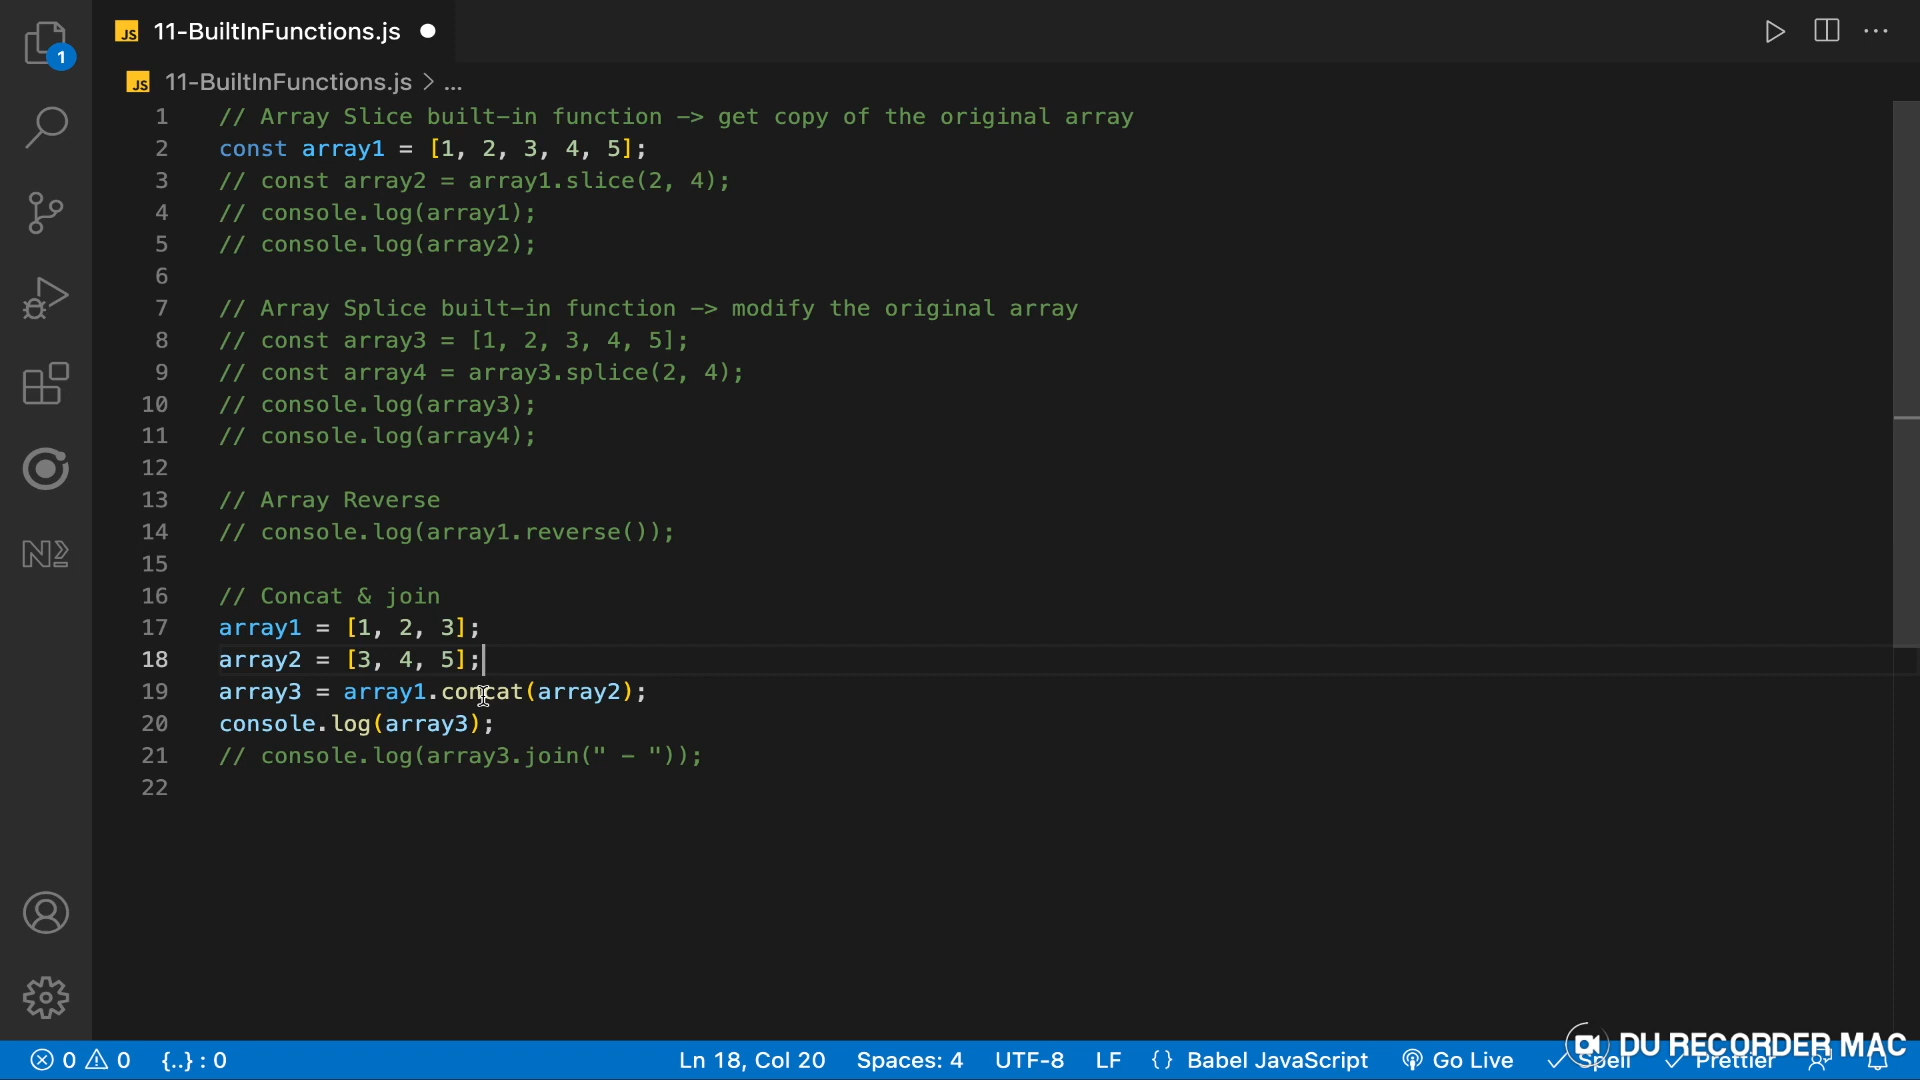 JS 11-BuiltInFunctions.js
1
JS 11-BuiltInFunctions.js > ...
1 // Array Slice built-in function -> get copy of the original array
2 const array1 = [1, 2, 3, 4, 5];
3 // const array2 = array1.slice(2, 4);
4 // console.log(array1);
5 // console.log(array2);
6
7 // Array Splice built-in function -> modify the original array
8 // const array3 = [1, 2, 3, 4, 5];
9 // const array4 = array3.splice(2, 4);
10 // console.log(array3);
11 // console.log(array4);
12
13 // Array Reverse
14 // console.log(array1.reverse());
15
16 // Concat & join
17 array1 = [1, 2, 3];
18 array2 = [3, 4, 5];
19 array3 = array1.concat(array2);
20 console.log(array3);
21 // console.log(array3.join(" - "));
22
DU RECORDER MAC
0 0 {..} : 0 Ln 18, Col 20 Spaces: 4 UTF-8 LF {} Babel JavaScript Go Live Spell Prettier